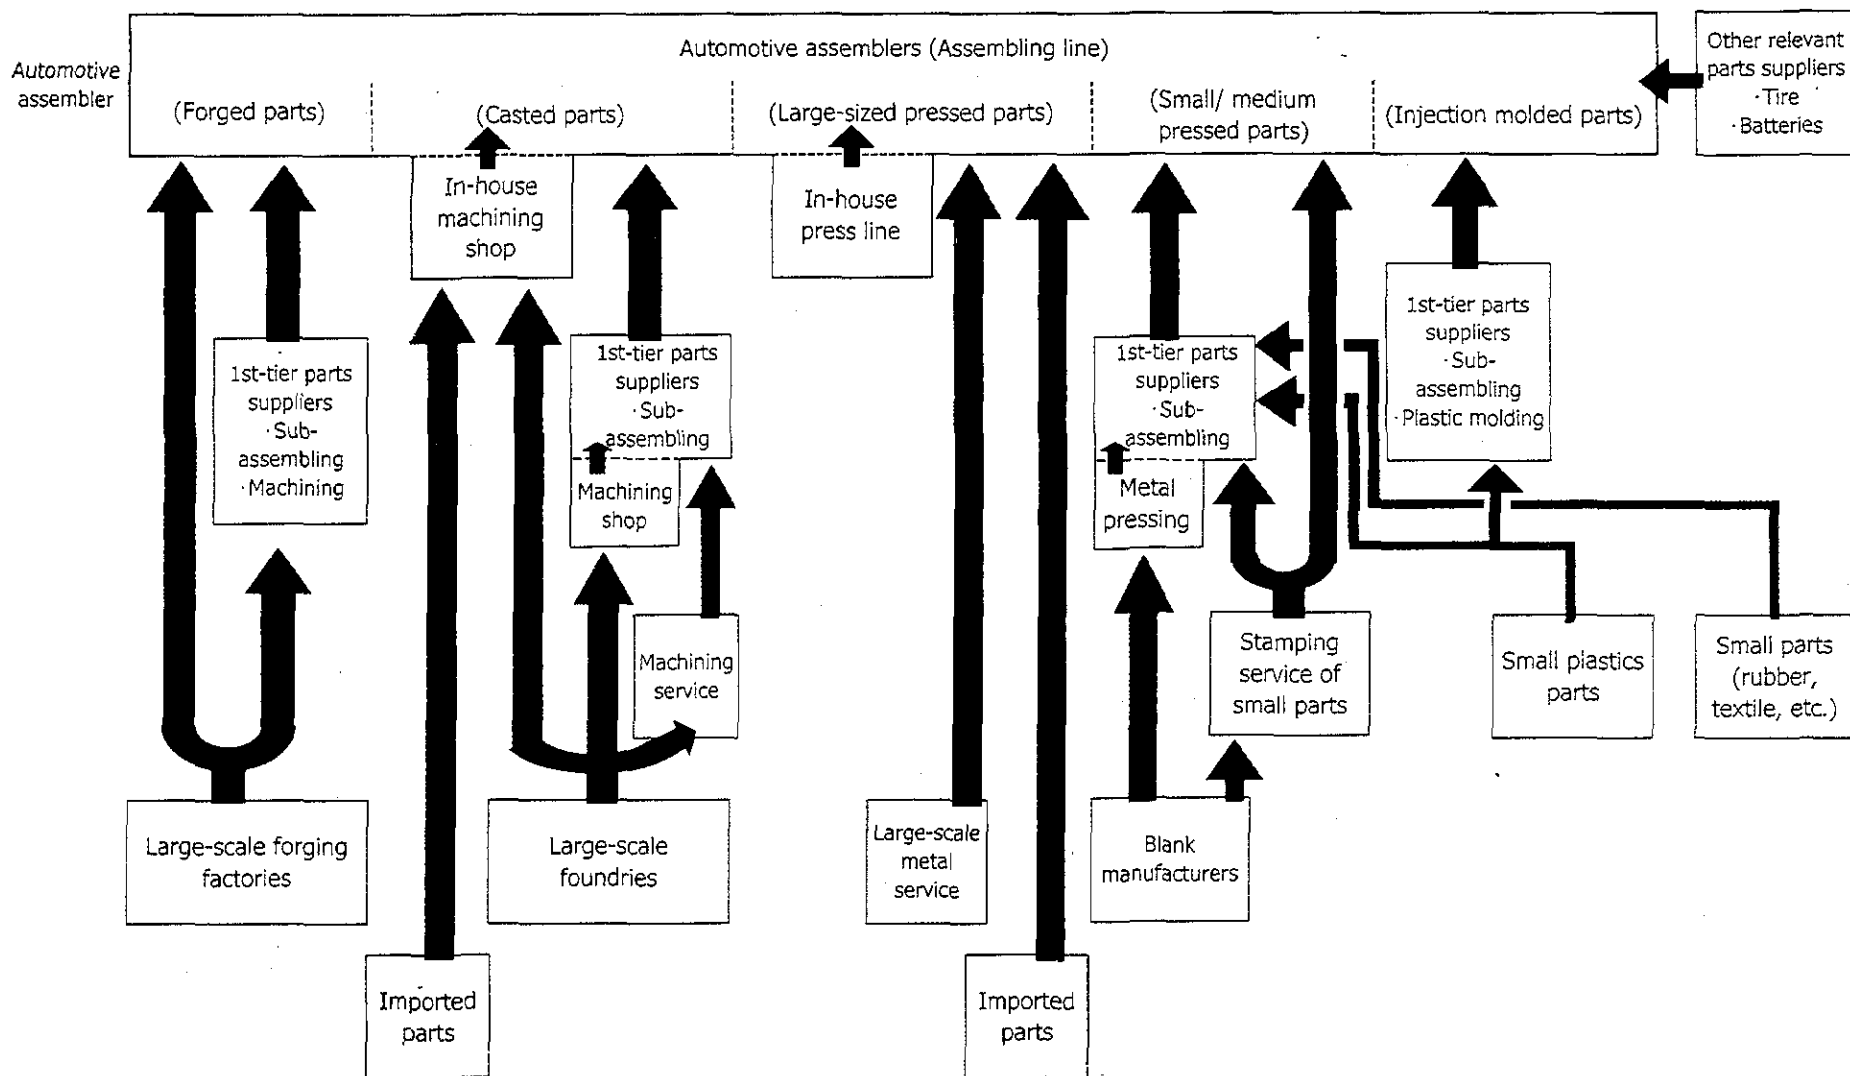 Automotive assemblers (Assembling line)
Automotive
assembler
(Forged parts)
(Casted parts)
(Large-sized pressed parts)
(Small/ medium
pressed parts)
(Injection molded parts)
Other relevant
parts suppliers
·Tire
·Batteries
In-house
machining
shop
In-house
press line
1st-tier parts
suppliers
·Sub-
assembling
·Machining
1st-tier parts
suppliers
·Sub-
assembling
Machining
shop
1st-tier parts
suppliers
·Sub-
assembling
Metal
pressing
1st-tier parts
suppliers
·Sub-
assembling
·Plastic molding
Machining
service
Stamping
service of
small parts
Small plastics
parts
Small parts
(rubber,
textile, etc.)
Large-scale forging
factories
Large-scale
foundries
Large-scale
metal
service
Blank
manufacturers
Imported
parts
Imported
parts